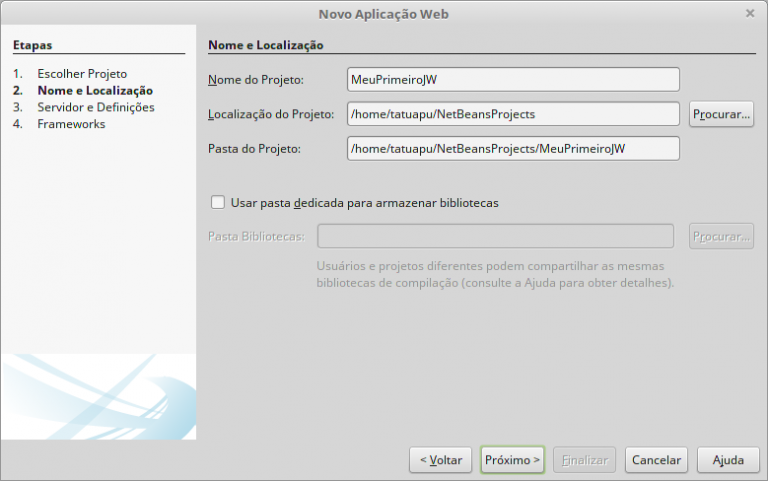 Novo Aplicação Web
Etapas
1. Escolher Projeto
2. Nome e Localização
3. Servidor e Definições
4. Frameworks
Nome e Localização
Nome do Projeto: MeuPrimeiroJW
Localização do Projeto: /home/tatuapu/NetBeansProjects Procurar...
Pasta do Projeto: /home/tatuapu/NetBeansProjects/MeuPrimeiroJW
Usar pasta dedicada para armazenar bibliotecas
Pasta Bibliotecas: Procurar...
Usuários e projetos diferentes podem compartilhar as mesmas
bibliotecas de compilação (consulte a Ajuda para obter detalhes).
< Voltar Próximo > Finalizar Cancelar Ajuda